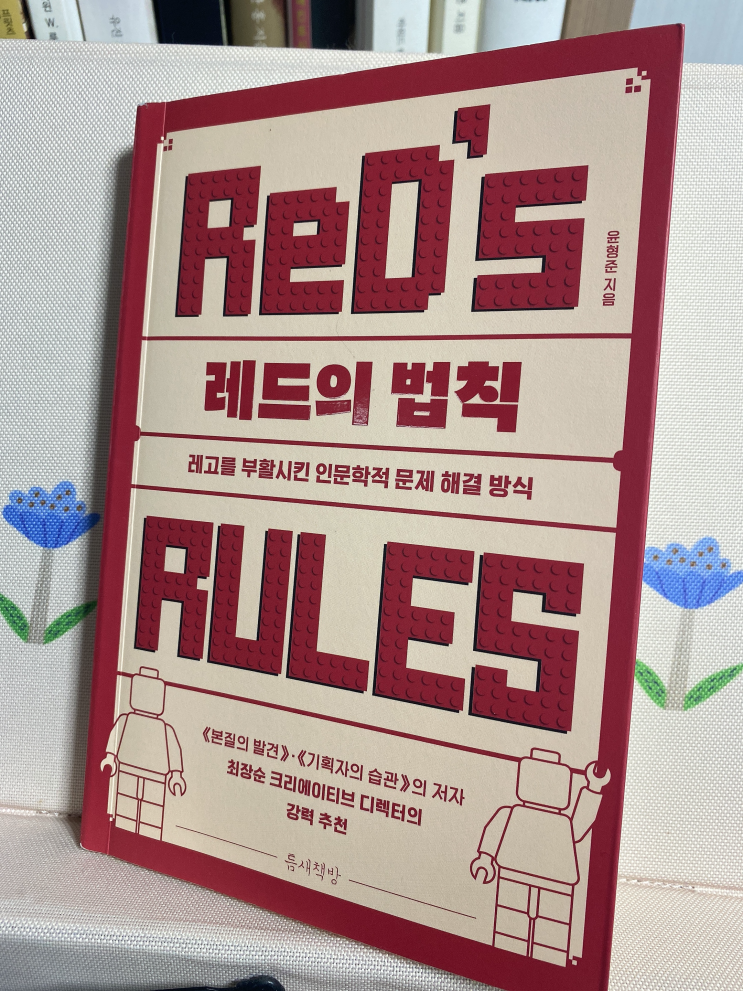 ReD's
윤형준 지음
레드의 법칙
레고를 부활시킨 인문학적 문제 해결 방식
RULES
《본질의 발견》·《기획자의 습관》의 저자
최장순 크리에이티브 디렉터의
강력 추천
틈새책방